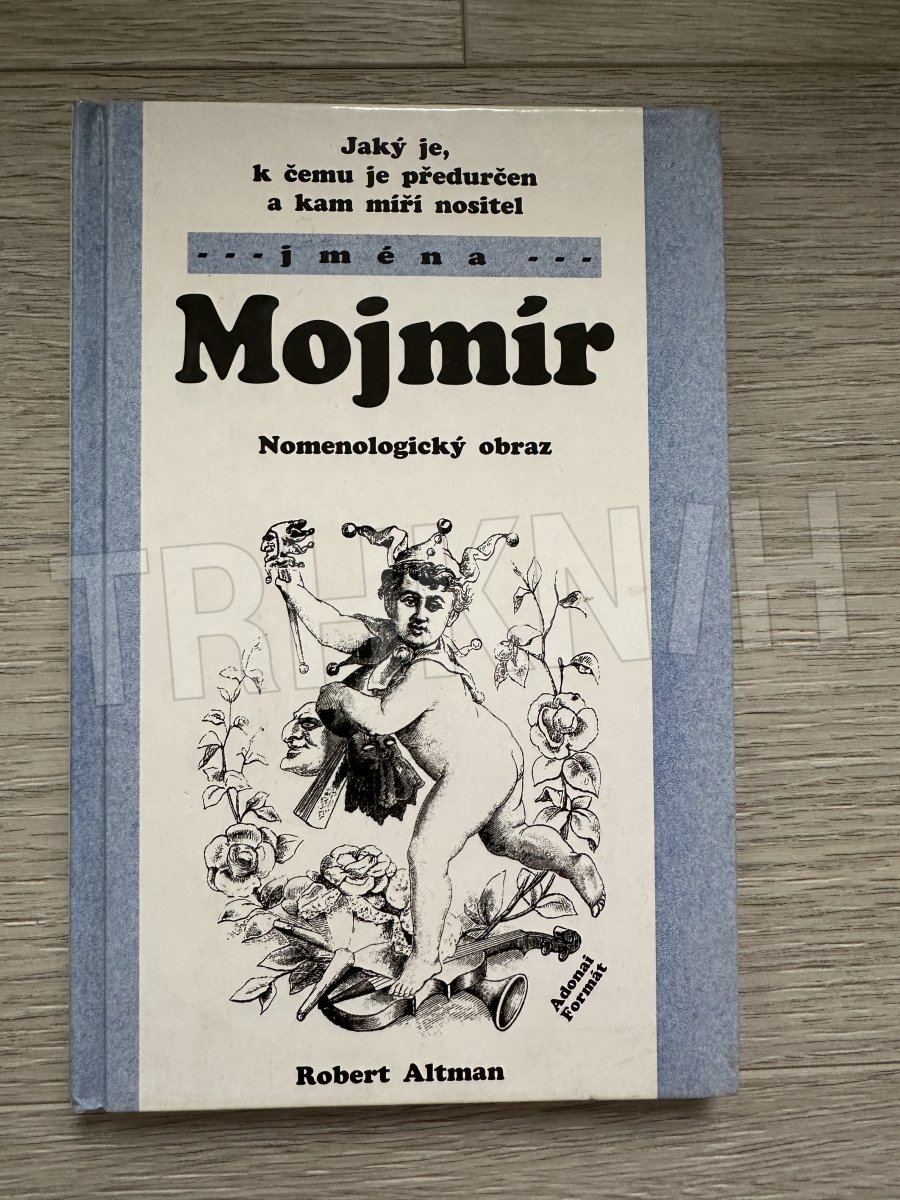 Jaký je,
k čemu je předurčen
a kam míří nositel
- - - j m é n a - - -
Mojmír
Nomenologický obraz
TRHKNIH
Adonai
Formát
Robert Altman